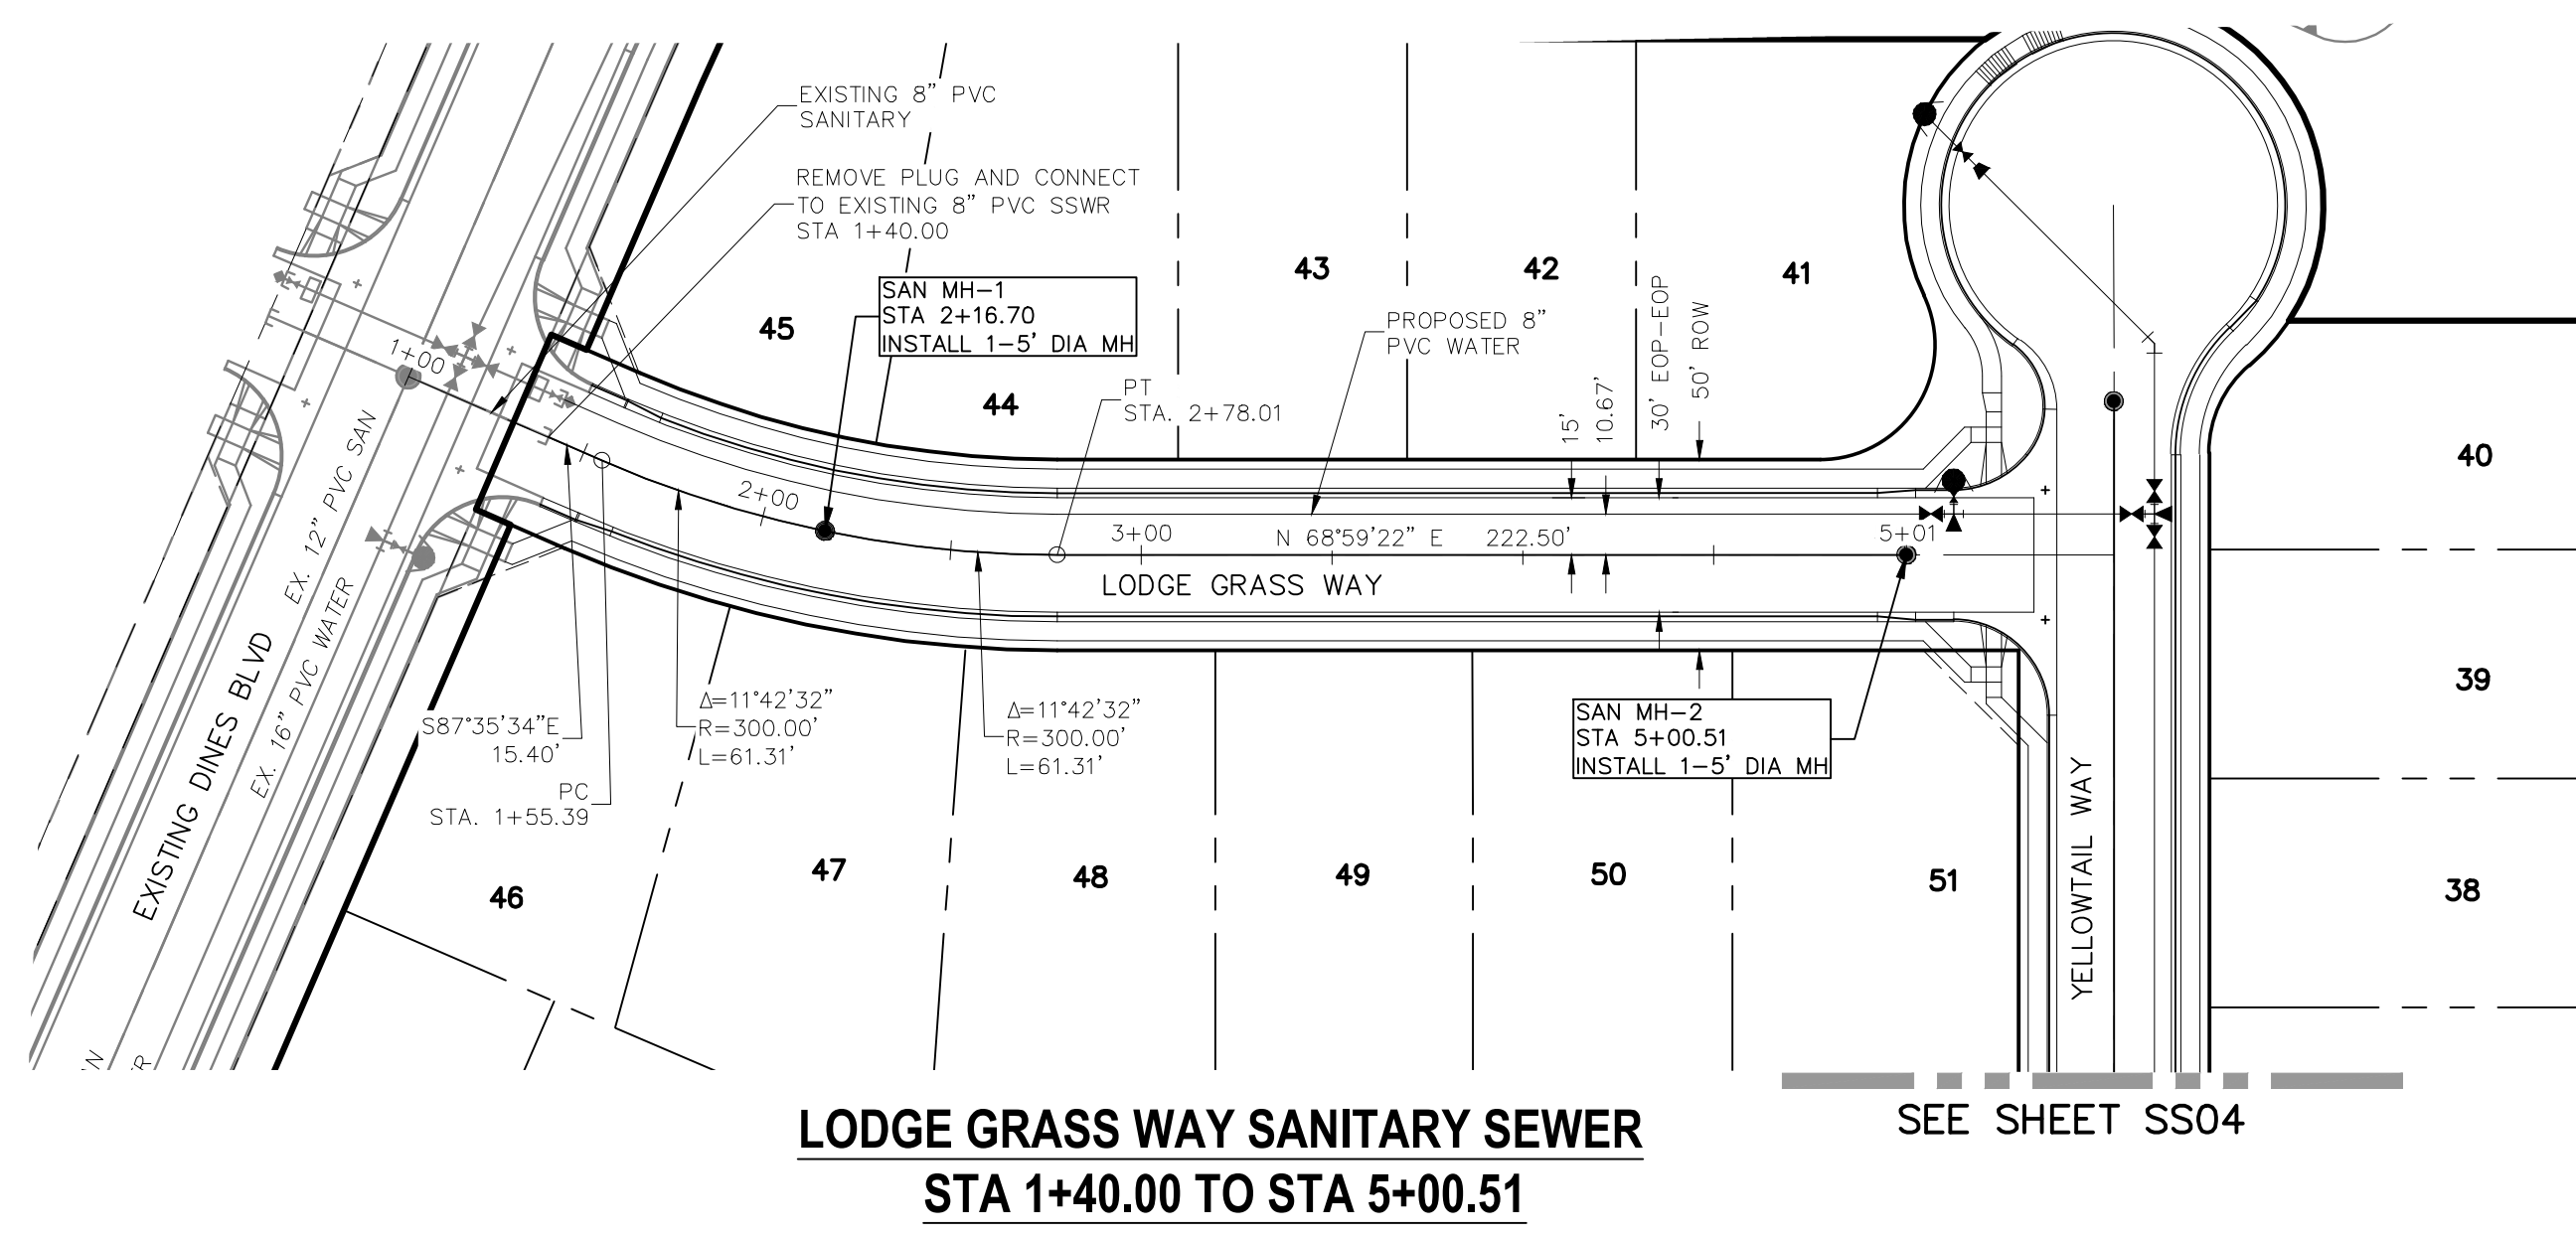 EXISTING 8" PVC
SANITARY
REMOVE PLUG AND CONNECT
TO EXISTING 8" PVC SSWR
STA 1+40.00
SAN MH-1
STA 2+16.70
INSTALL 1-5' DIA MH
45
44
43
42
41
PROPOSED 8"
PVC WATER
PT
STA. 2+78.01
15'
10.67'
30' EOP-EOP
50' ROW
1+00
2+00
3+00
N 68°59'22" E 222.50'
5+01
LODGE GRASS WAY
EX. 12" PVC SAN
EX. 16" PVC WATER
EXISTING DINES BLVD
S87°35'34"E
15.40'
PC
STA. 1+55.39
Δ=11°42'32"
R=300.00'
L=61.31'
Δ=11°42'32"
R=300.00'
L=61.31'
SAN MH-2
STA 5+00.51
INSTALL 1-5' DIA MH
46
47
48
49
50
51
YELLOWTAIL WAY
40
39
38
SEE SHEET SS04
LODGE GRASS WAY SANITARY SEWER
STA 1+40.00 TO STA 5+00.51